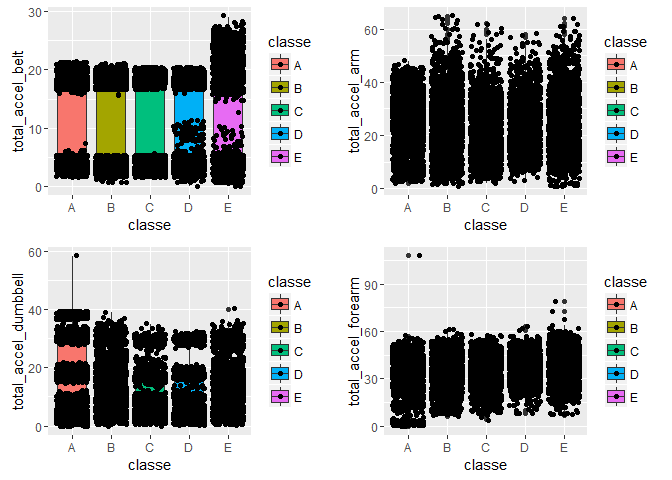 total_accel_belt
30
20
10
0
A B C D E
classe
classe
A
B
C
D
E
total_accel_arm
60
40
20
0
A B C D E
classe
classe
A
B
C
D
E
total_accel_dumbbell
60
40
20
0
A B C D E
classe
classe
A
B
C
D
E
total_accel_forearm
90
60
30
0
A B C D E
classe
classe
A
B
C
D
E